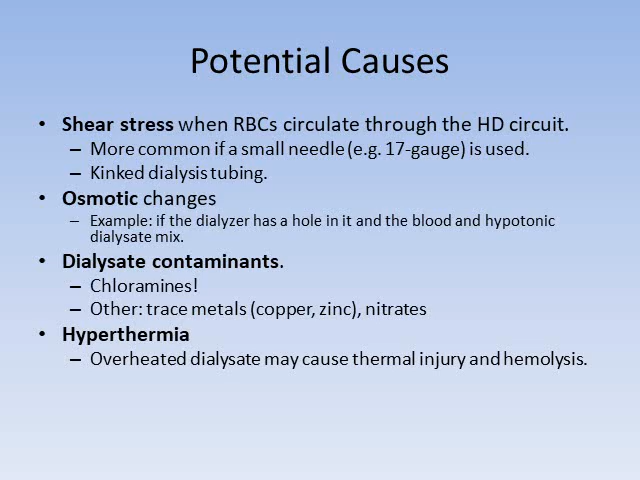 Potential Causes
• Shear stress when RBCs circulate through the HD circuit.
– More common if a small needle (e.g. 17-gauge) is used.
– Kinked dialysis tubing.
• Osmotic changes
– Example: if the dialyzer has a hole in it and the blood and hypotonic
dialysate mix.
• Dialysate contaminants.
– Chloramines!
– Other: trace metals (copper, zinc), nitrates
• Hyperthermia
– Overheated dialysate may cause thermal injury and hemolysis.